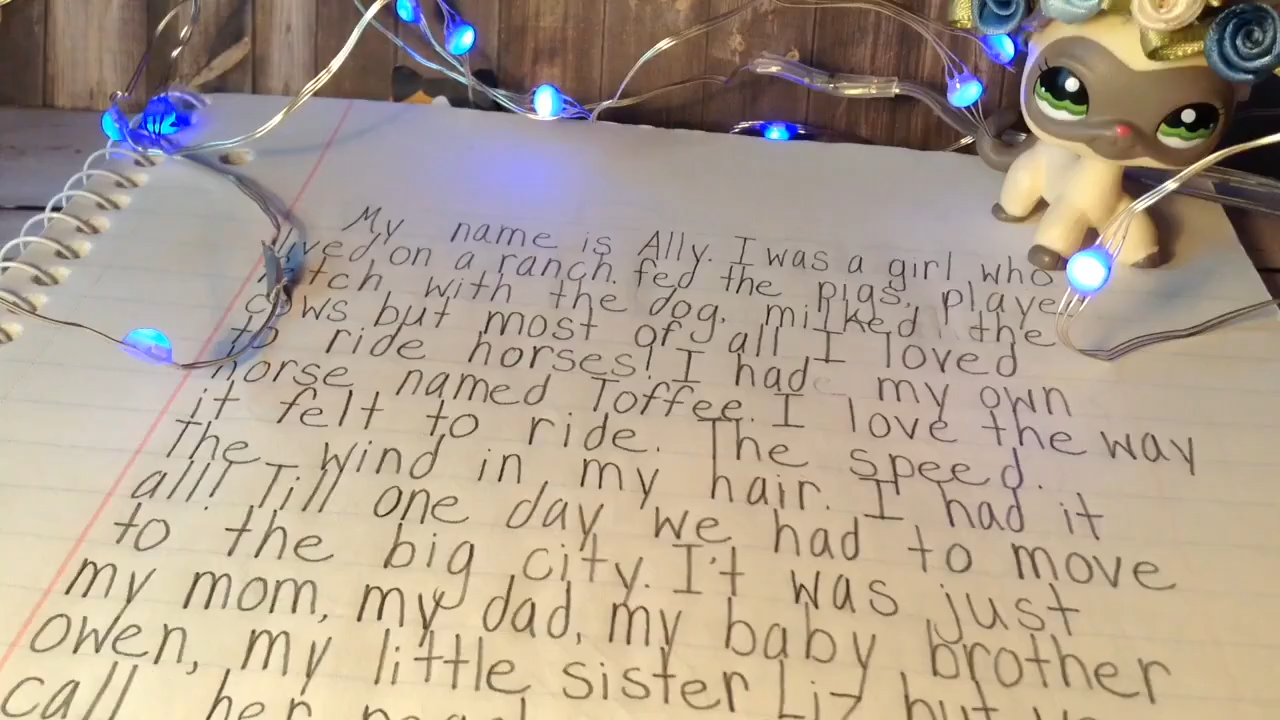 My name is Ally. I was a girl who
lived on a ranch. fed the pigs, playe
with the dog, milked the
cows but most of all I loved
to ride horses! I had my own
horse named Toffee. I love the way
it felt to ride. The speed.
The wind in my hair. I had it
all! Till one day we had to move
to the big city. I't was just
my mom, my dad, my baby brother
owen, my little sister Liz but
call her